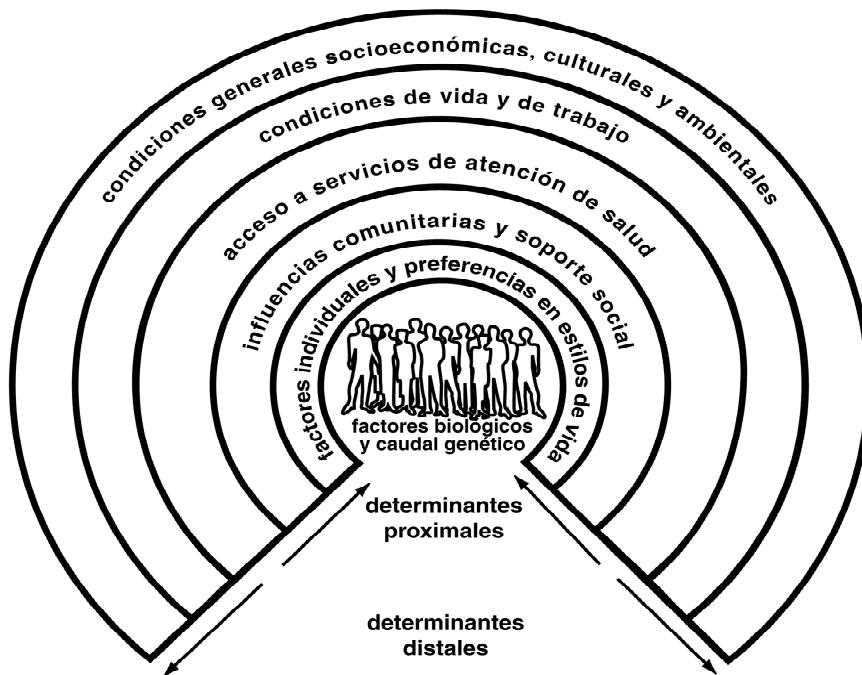 condiciones generales socioeconómicas, culturales y ambientales
condiciones de vida y de trabajo
acceso a servicios de atención de salud
influencias comunitarias y soporte social
factores individuales y preferencias en estilos de vida
factores biológicos
y caudal genético
determinantes
proximales
determinantes
distales